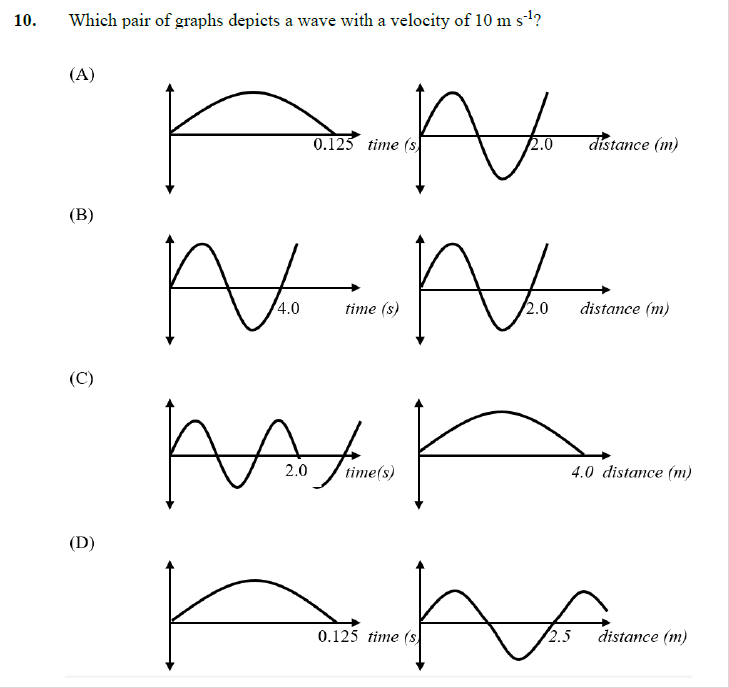 10. Which pair of graphs depicts a wave with a velocity of 10 m s⁻¹?
(A)
0.125 time (s) 2.0 distance (m)
(B)
4.0 time (s) 2.0 distance (m)
(C)
2.0 time(s) 4.0 distance (m)
(D)
0.125 time (s) 2.5 distance (m)